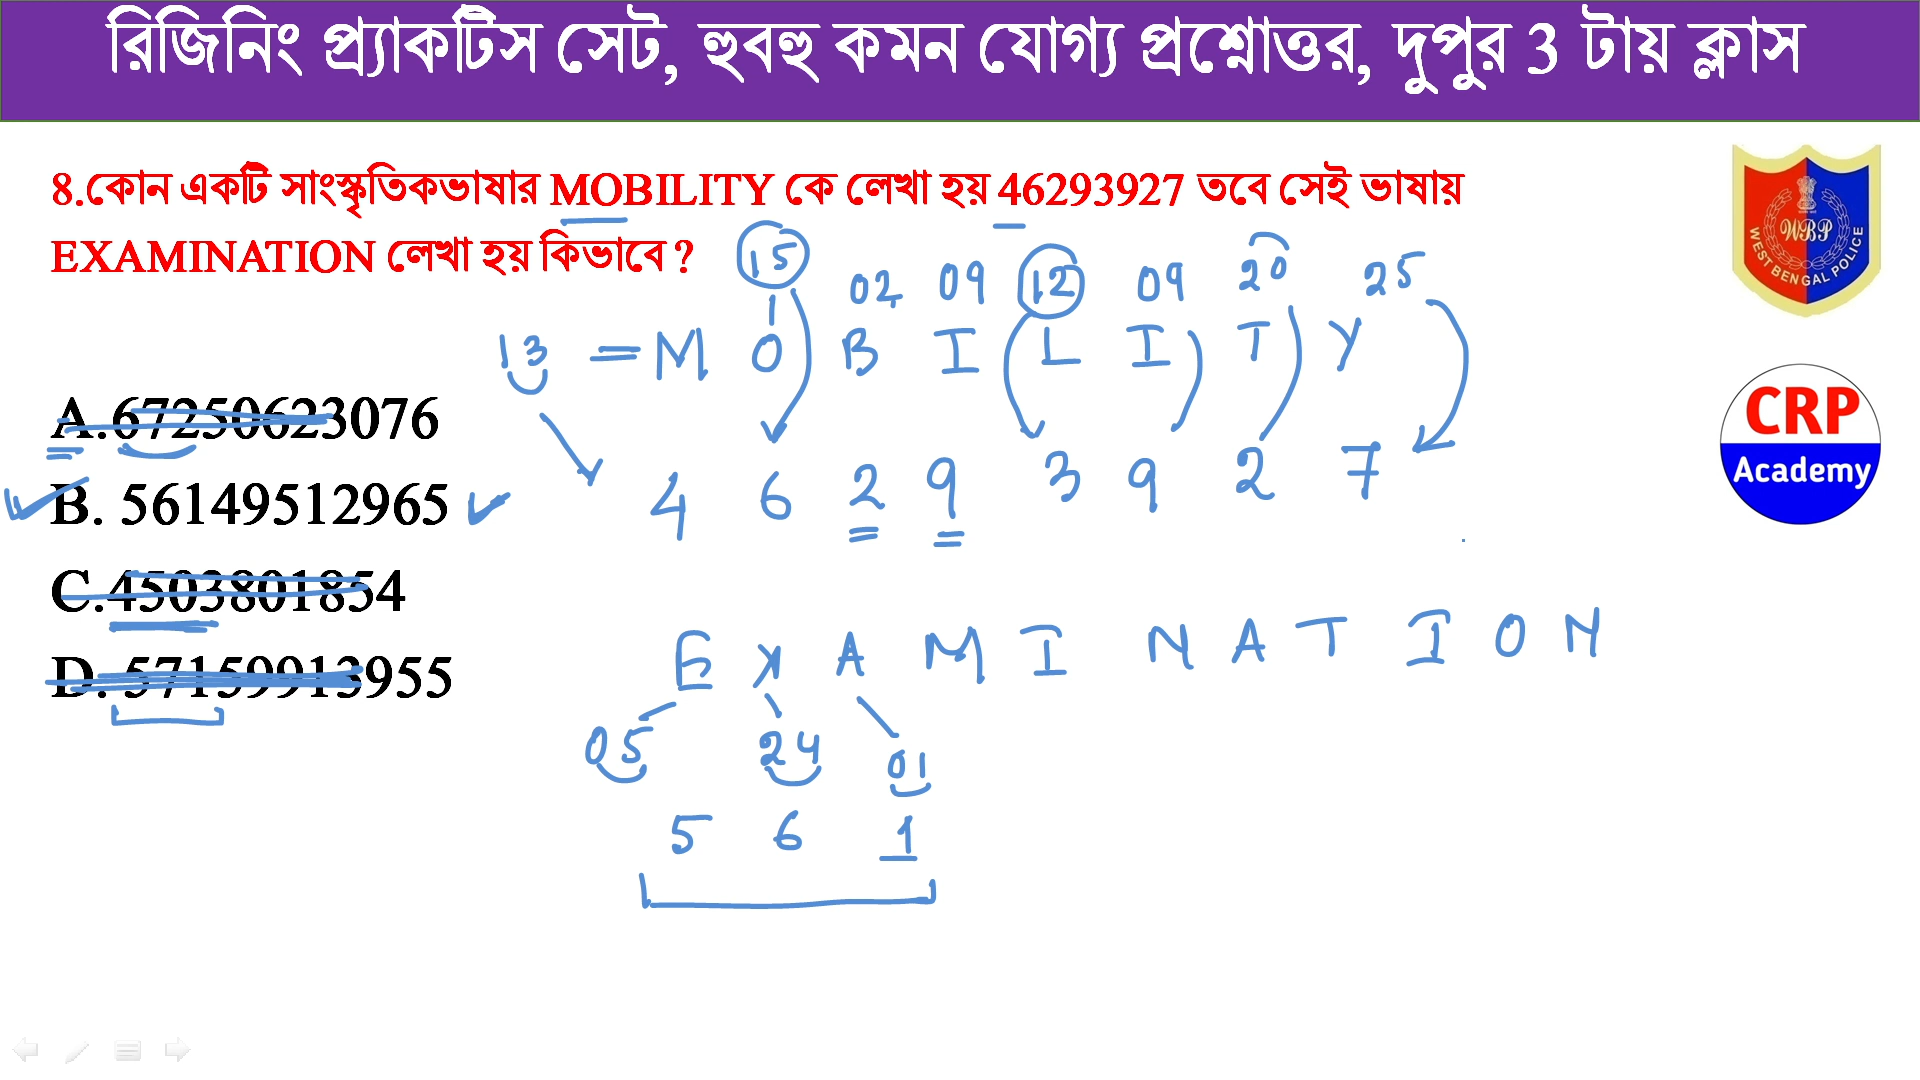 রিজিনিং প্র্যাকটিস সেট, হুবহু কমন যোগ্য প্রশ্নোত্তর, দুপুর 3 টায় ক্লাস
8.কোন একটি সাংস্কৃতিকভাষার MOBILITY কে লেখা হয় 46293927 তবে সেই ভাষায়
EXAMINATION লেখা হয় কিভাবে ?
WBP
WEST BENGAL POLICE
15 02 09 12 09 20 25
13 = M O B I L I T Y
A.67250623076
CRP
Academy
4 6 2 9 3 9 2 7
B. 56149512965
C.4503801854
D. 57159913955
E X A M I N A T I O N
05 24 01
5 6 1